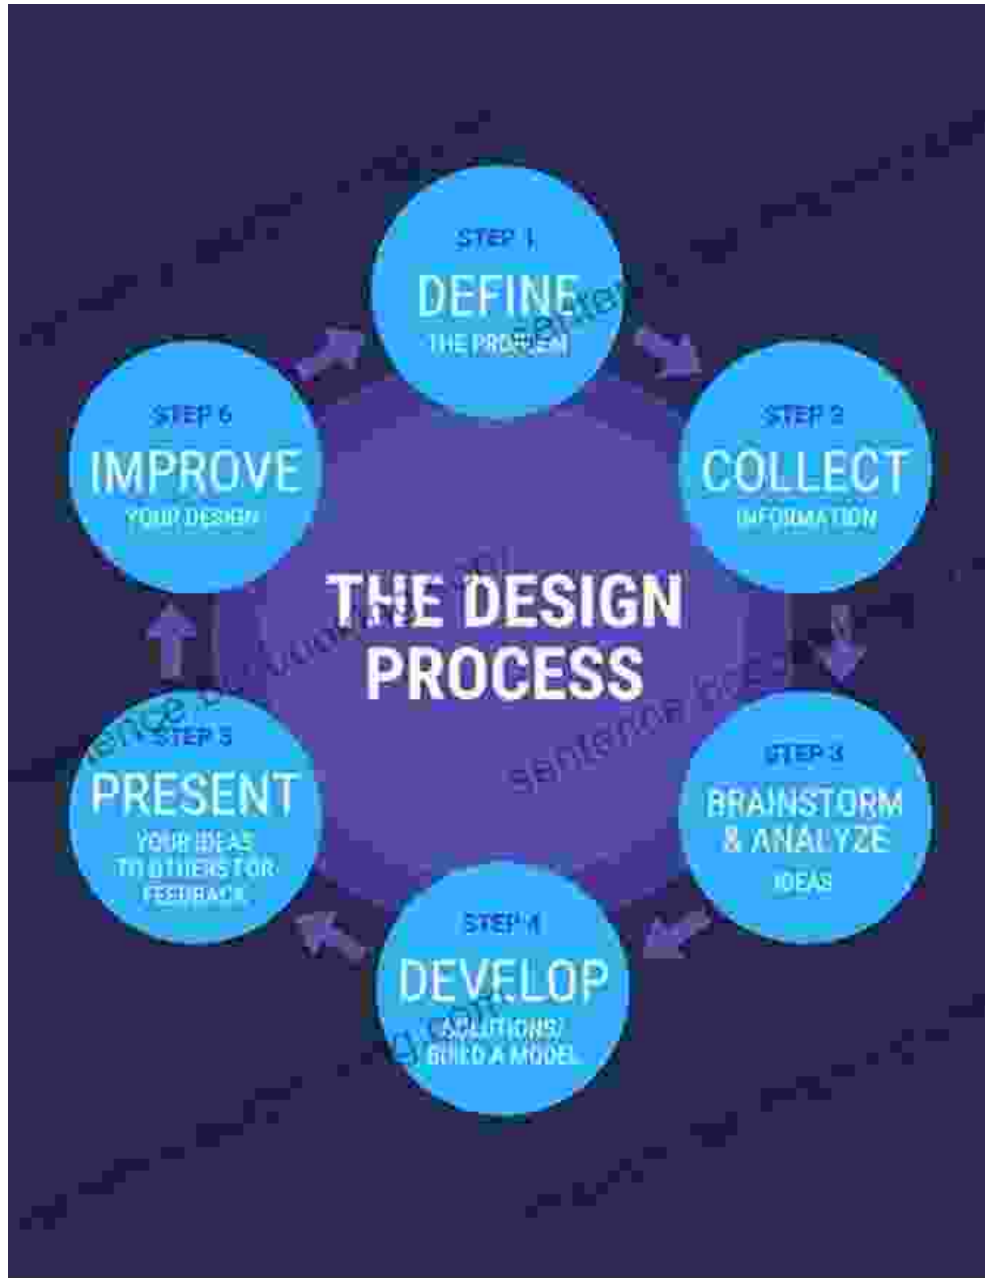 STEP 1
DEFINE
THE PROBLEM
STEP 2
COLLECT
INFORMATION
STEP 3
BRAINSTORM
& ANALYZE
IDEAS
STEP 4
DEVELOP
SOLUTIONS/
BUILD A MODEL
STEP 5
PRESENT
YOUR IDEAS
TO OTHERS FOR
FEEDBACK
STEP 6
IMPROVE
YOUR DESIGN
THE DESIGN
PROCESS